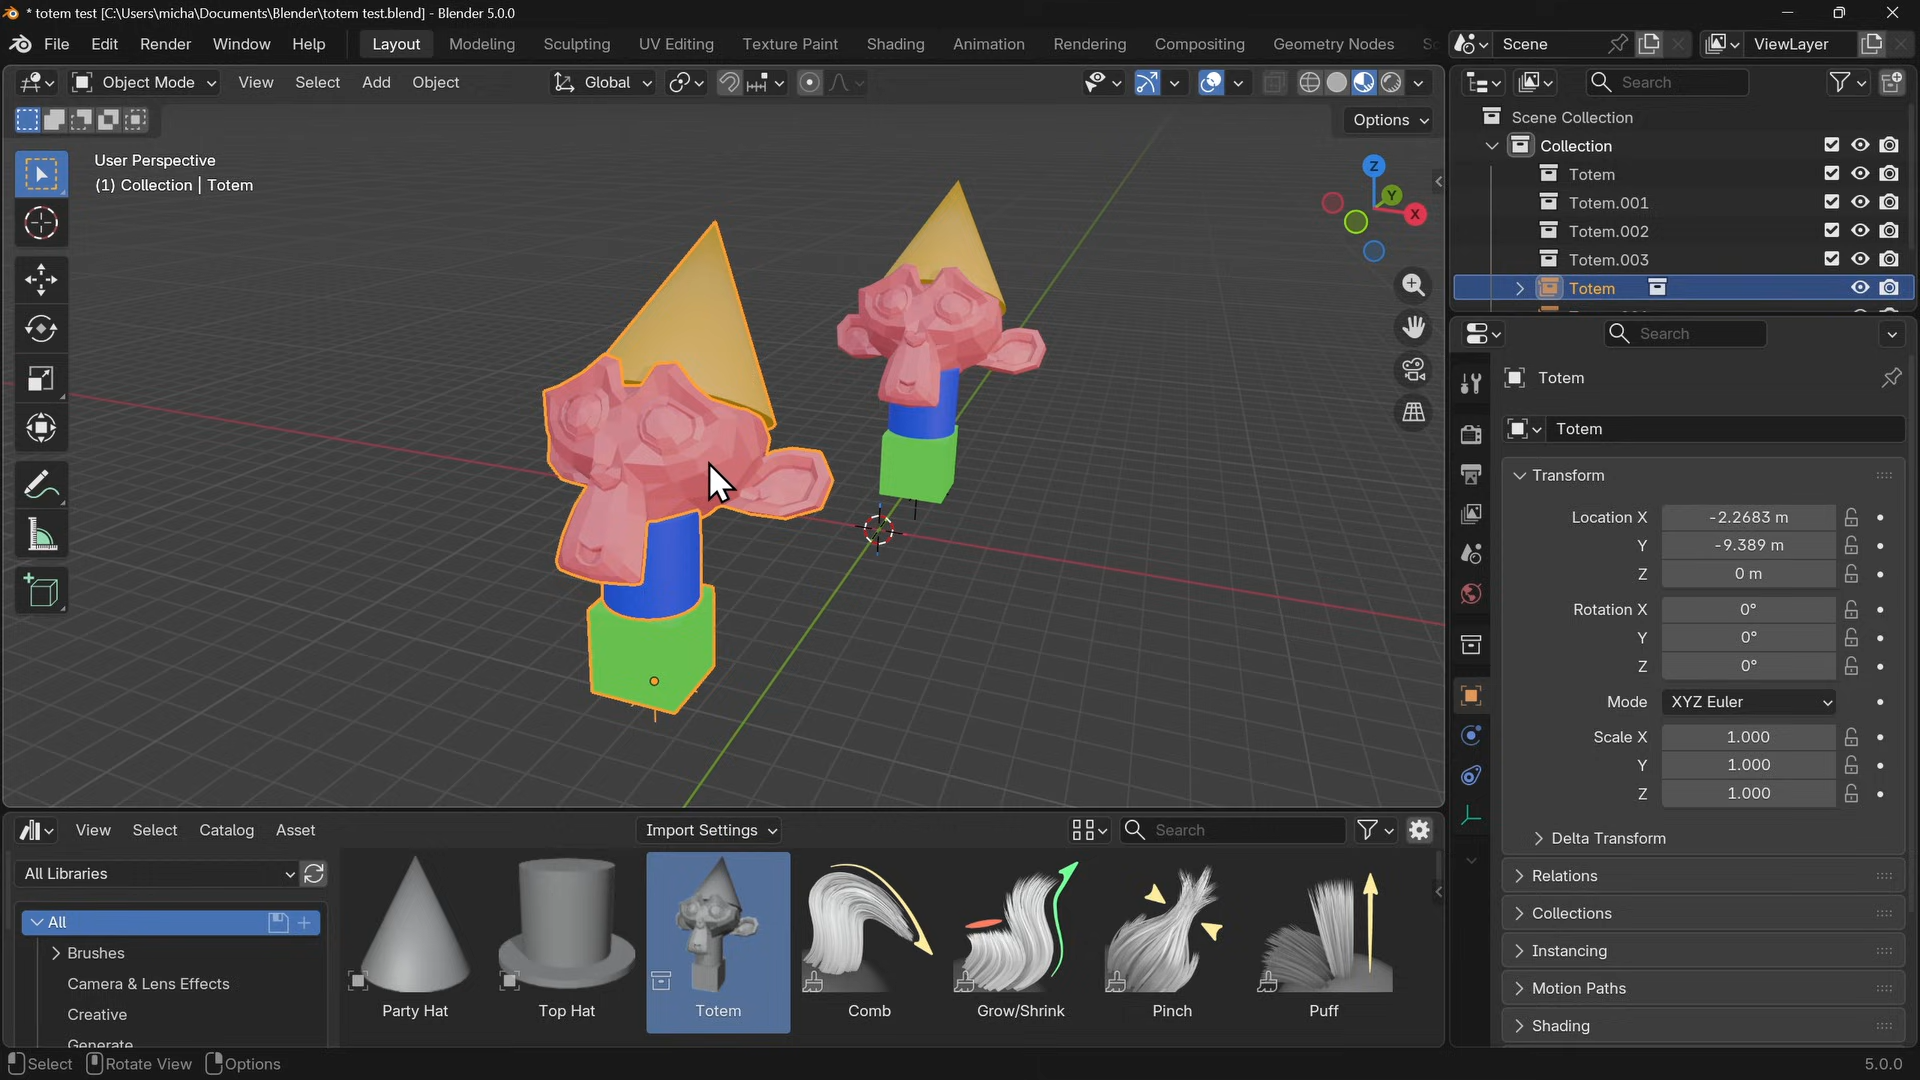 * totem test [C:\Users\micha\Documents\Blender\totem test.blend] - Blender 5.0.0
File Edit Render Window Help Layout Modeling Sculpting UV Editing Texture Paint Shading Animation Rendering Compositing Geometry Nodes Sc Scene ViewLayer
Object Mode View Select Add Object Global Search
Options
User Perspective
(1) Collection | Totem
Z
Y
X
Scene Collection
Collection
Totem
Totem.001
Totem.002
Totem.003
Totem
Search
Totem
Totem
Transform
Location X -2.2683 m
Y -9.389 m
Z 0 m
Rotation X 0°
Y 0°
Z 0°
Mode XYZ Euler
Scale X 1.000
Y 1.000
Z 1.000
Delta Transform
Relations
Collections
Instancing
Motion Paths
Shading
View Select Catalog Asset Import Settings Search
All Libraries
All
Brushes
Camera & Lens Effects
Creative
Generate
Party Hat Top Hat Totem Comb Grow/Shrink Pinch Puff
Select Rotate View Options 5.0.0